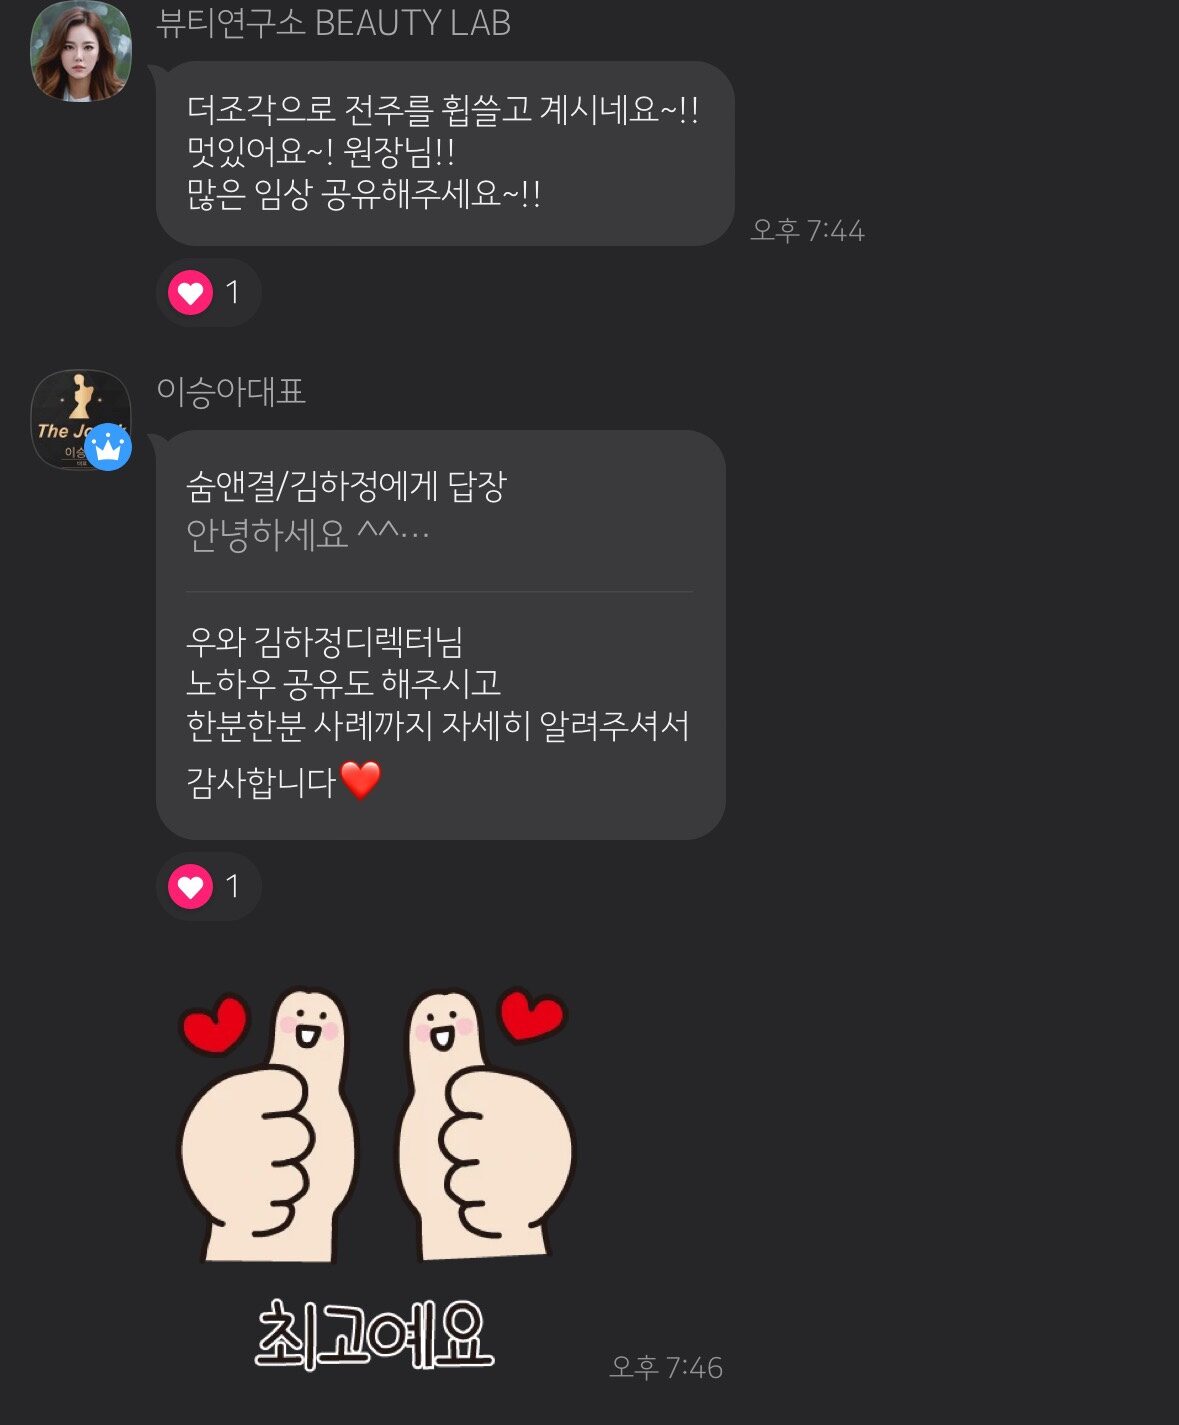 뷰티연구소 BEAUTY LAB
더조각으로 전주를 휩쓸고 계시네요~!!
멋있어요~! 원장님!!
많은 임상 공유해주세요~!!
오후 7:44
1
이승아대표
The Jo
이승
숨앤결/김하정에게 답장
안녕하세요 ^^…
우와 김하정디렉터님
노하우 공유도 해주시고
한분한분 사례까지 자세히 알려주셔서
감사합니다❤️
1
최고예요
오후 7:46